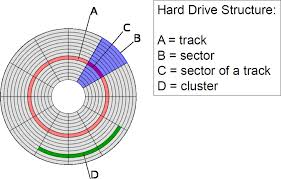 A
C
B
D
Hard Drive Structure:
A = track
B = sector
C = sector of a track
D = cluster